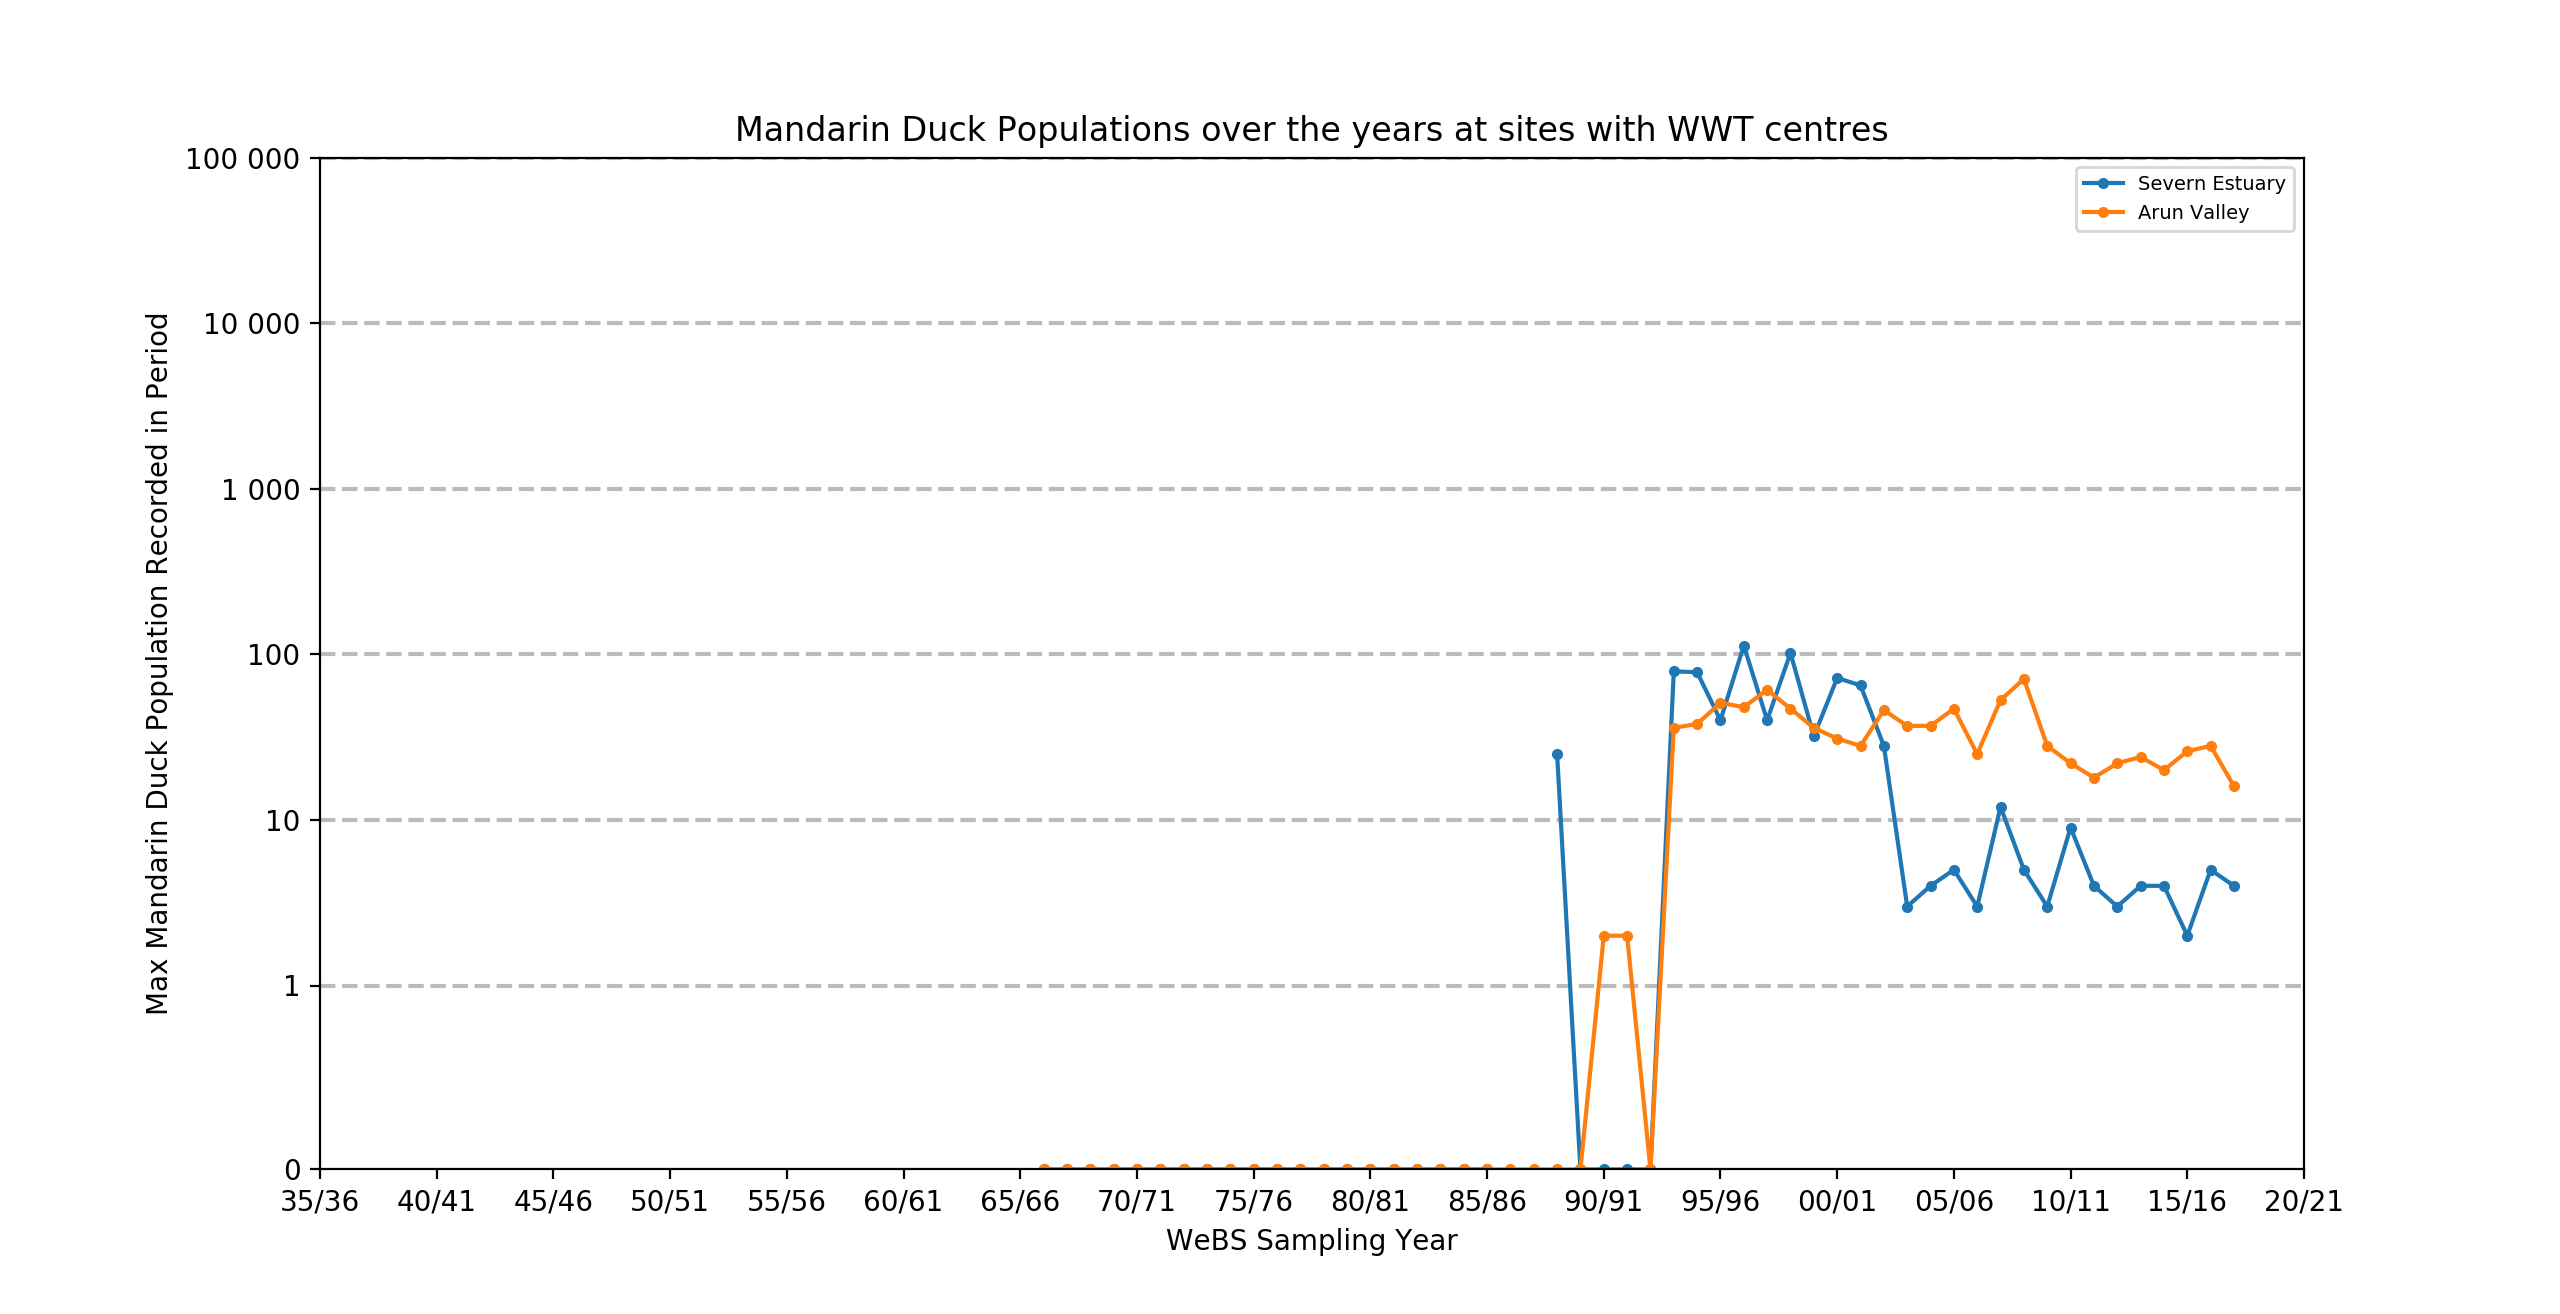 Mandarin Duck Populations over the years at sites with WWT centres
Severn Estuary
Arun Valley
Max Mandarin Duck Population Recorded in Period
100 000
10 000
1 000
100
10
1
0
35/36 40/41 45/46 50/51 55/56 60/61 65/66 70/71 75/76 80/81 85/86 90/91 95/96 00/01 05/06 10/11 15/16 20/21
WeBS Sampling Year